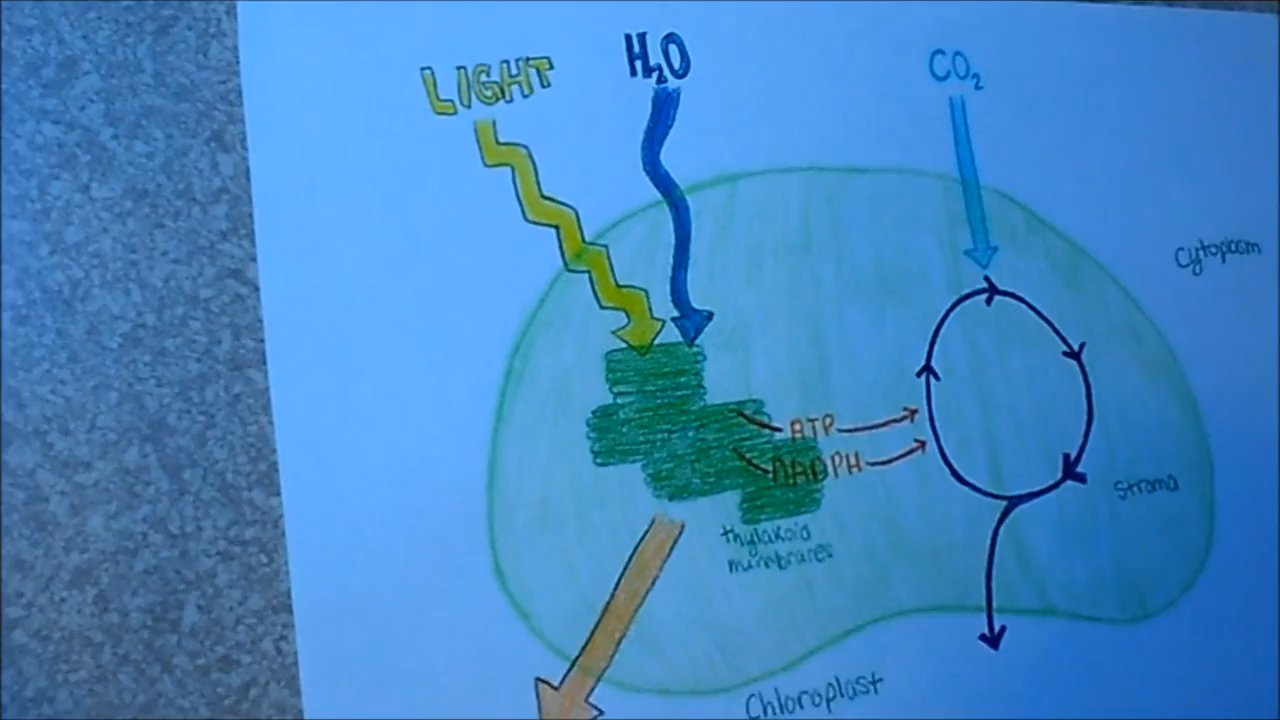 LIGHT
H₂O
CO₂
Cytoplasm
ATP
NADPH
Stroma
thylakoid
membranes
Chloroplast